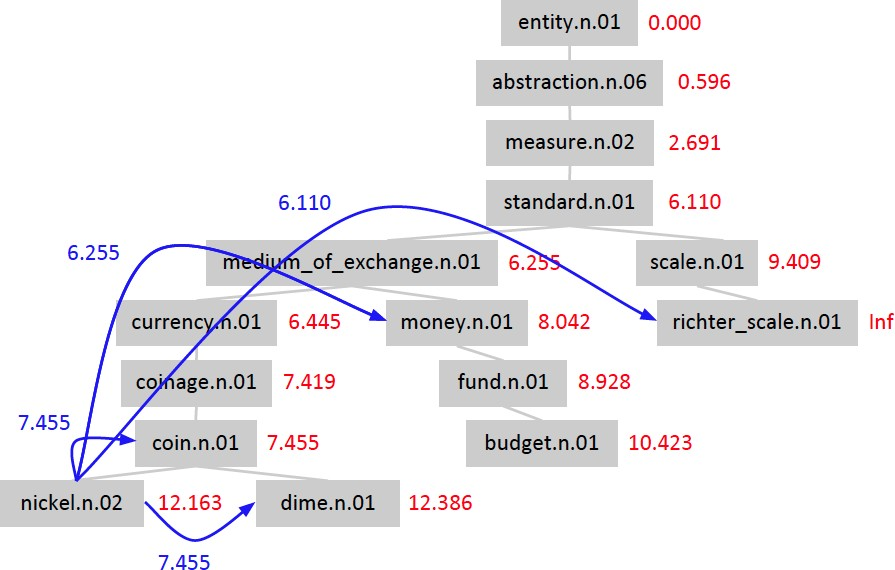 entity.n.01 0.000
abstraction.n.06 0.596
measure.n.02 2.691
standard.n.01 6.110
6.110
6.255
medium_of_exchange.n.01 6.255
scale.n.01 9.409
currency.n.01 6.445
money.n.01 8.042
richter_scale.n.01 Inf
coinage.n.01 7.419
fund.n.01 8.928
7.455
coin.n.01 7.455
budget.n.01 10.423
nickel.n.02 12.163
dime.n.01 12.386
7.455